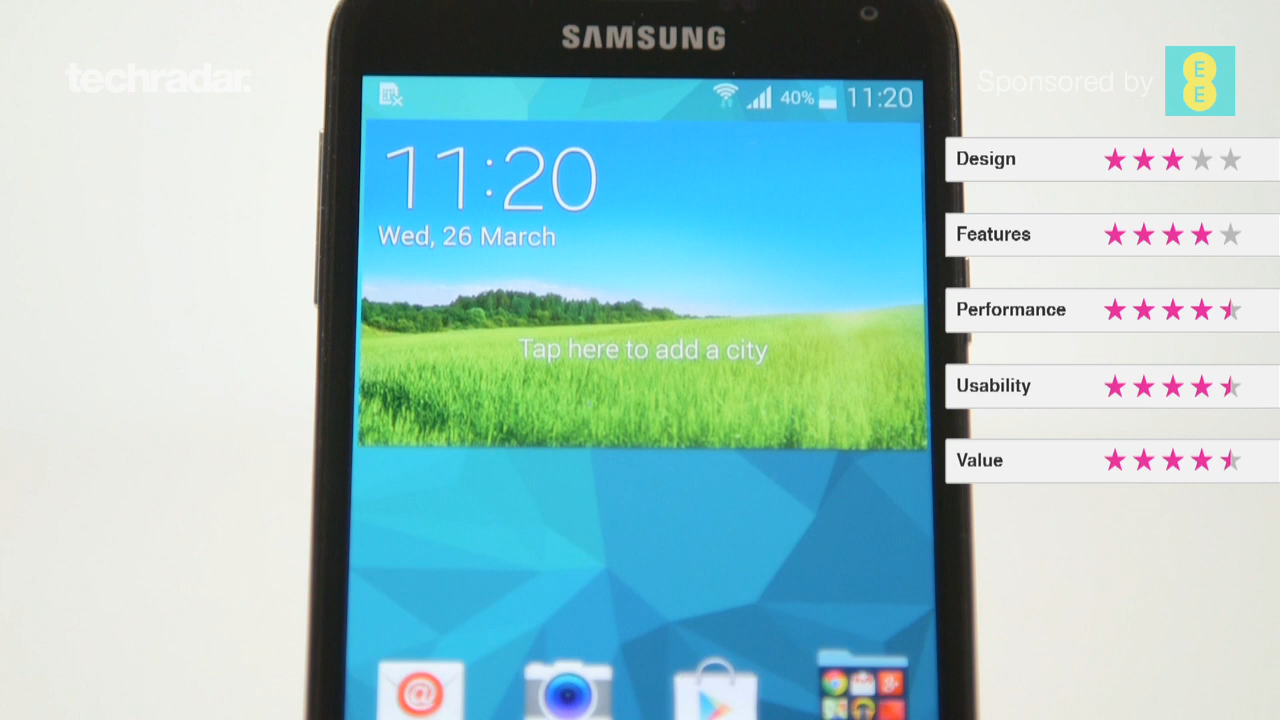 SAMSUNG
techradar.
Sponsored by
EE
40% 11:20
11:20
Wed, 26 March
Tap here to add a city
Design
Features
Performance
Usability
Value